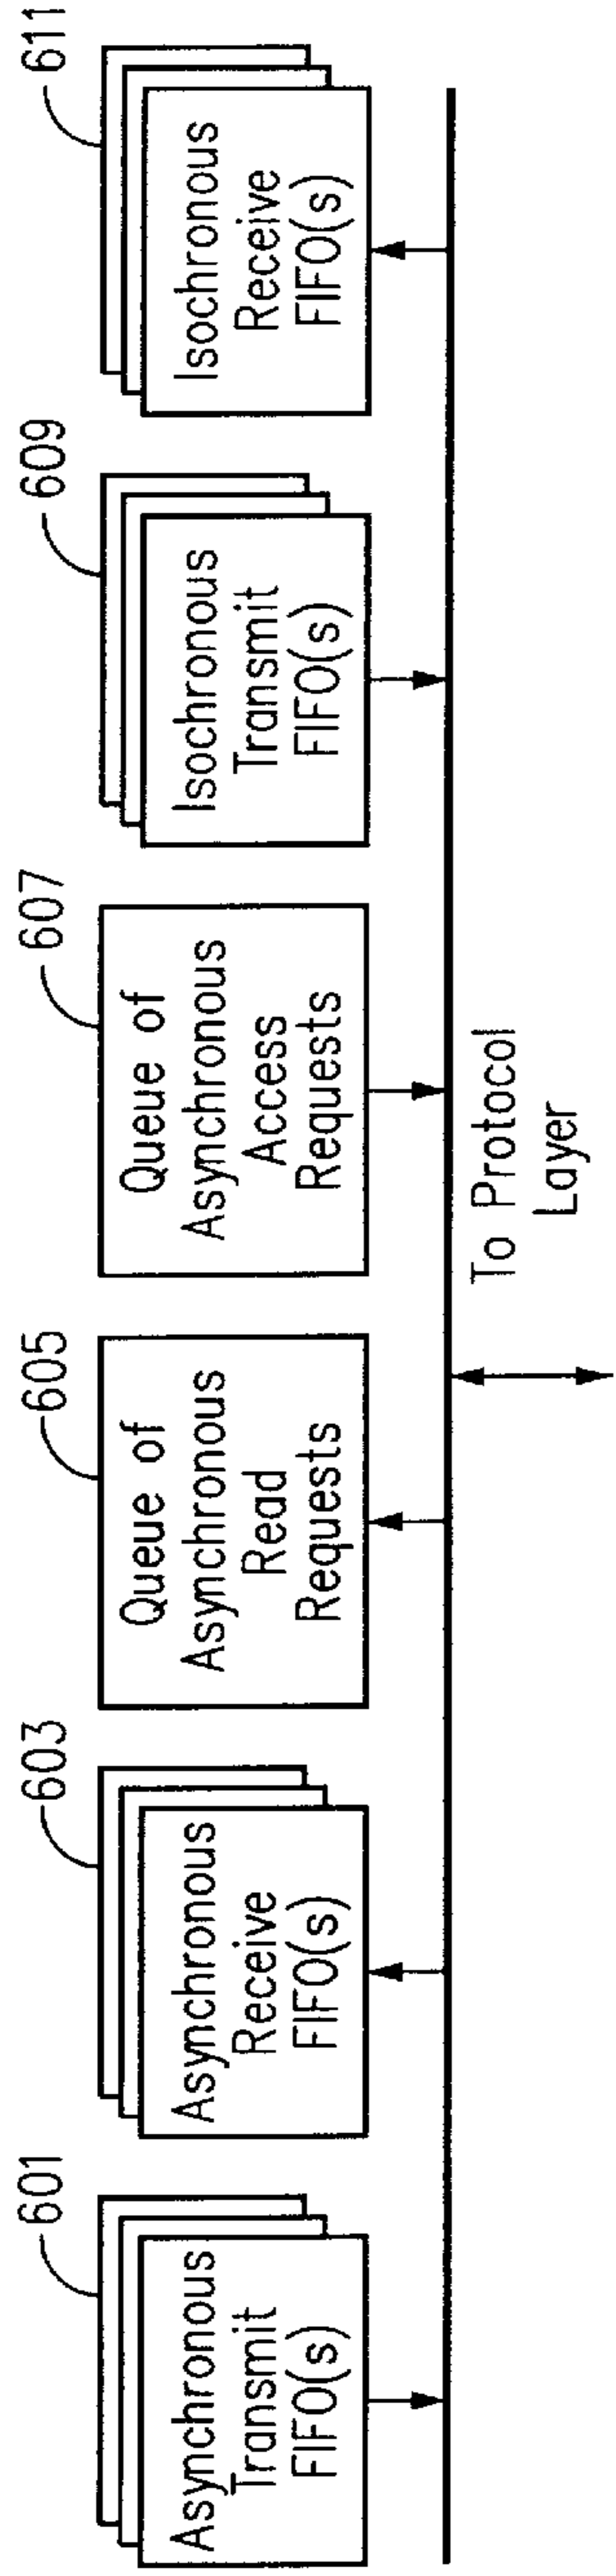 601
Asynchronous
Transmit
FIFO(s)
603
Asynchronous
Receive
FIFO(s)
605
Queue of
Asynchronous
Read
Requests
607
Queue of
Asynchronous
Access
Requests
609
Isochronous
Transmit
FIFO(s)
611
Isochronous
Receive
FIFO(s)
To Protocol
Layer